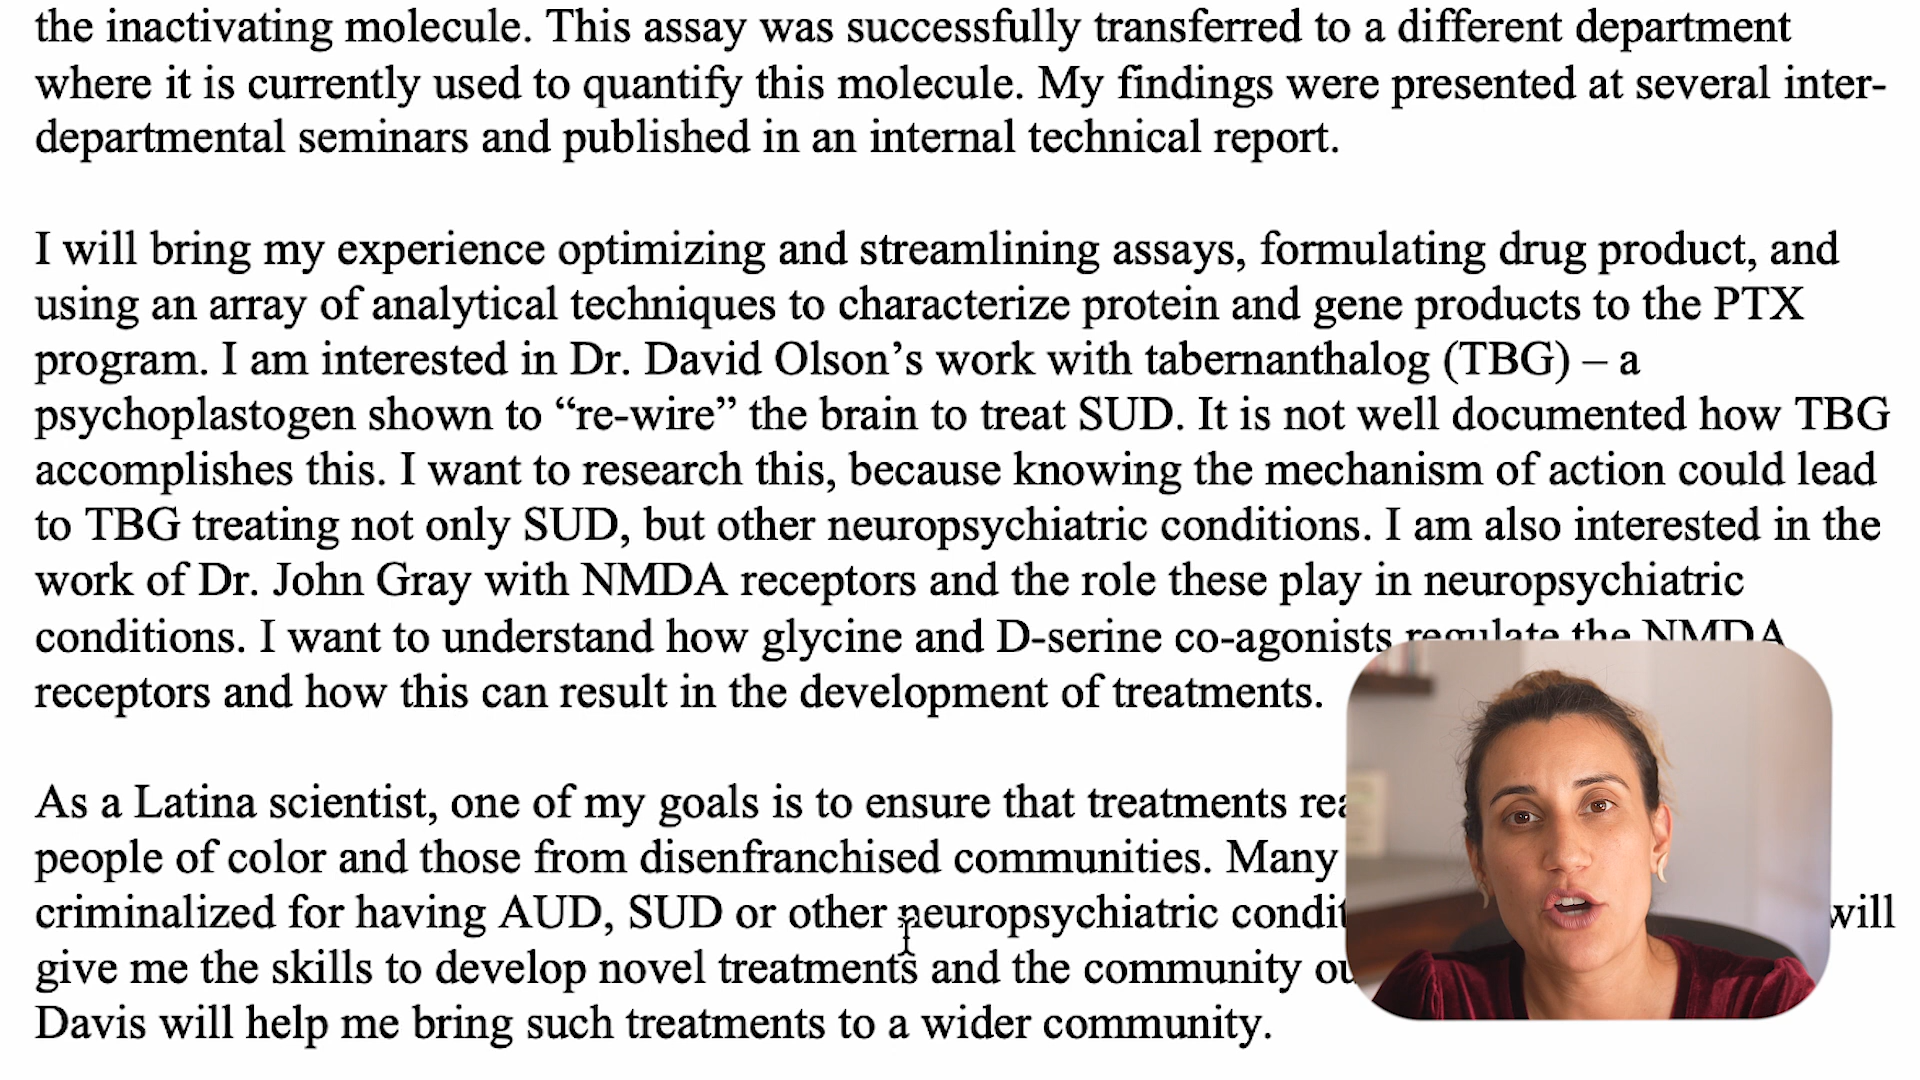 the inactivating molecule. This assay was successfully transferred to a different department
where it is currently used to quantify this molecule. My findings were presented at several inter-
departmental seminars and published in an internal technical report.
I will bring my experience optimizing and streamlining assays, formulating drug product, and
using an array of analytical techniques to characterize protein and gene products to the PTX
program. I am interested in Dr. David Olson’s work with tabernanthalog (TBG) – a
psychoplastogen shown to “re-wire” the brain to treat SUD. It is not well documented how TBG
accomplishes this. I want to research this, because knowing the mechanism of action could lead
to TBG treating not only SUD, but other neuropsychiatric conditions. I am also interested in the
work of Dr. John Gray with NMDA receptors and the role these play in neuropsychiatric
conditions. I want to understand how glycine and D-serine co-agonists regulate the NMDA
receptors and how this can result in the development of treatments.
As a Latina scientist, one of my goals is to ensure that treatments
people of color and those from disenfranchised communities. Many
criminalized for having AUD, SUD or other neuropsychiatric will
give me the skills to develop novel treatments and the community
Davis will help me bring such treatments to a wider community.